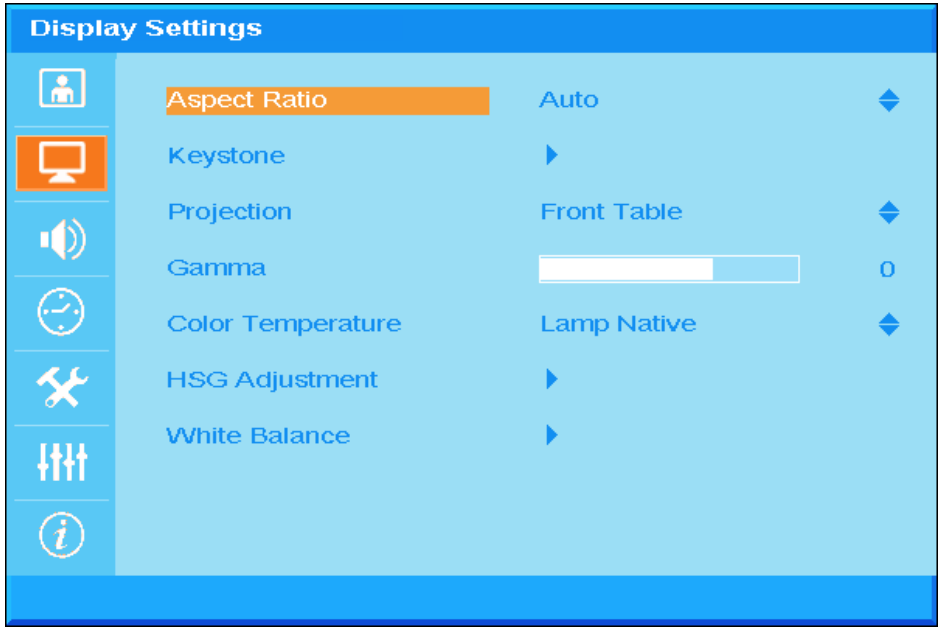 Display Settings
Aspect Ratio Auto
Keystone
Projection Front Table
Gamma 0
Color Temperature Lamp Native
HSG Adjustment
White Balance
i